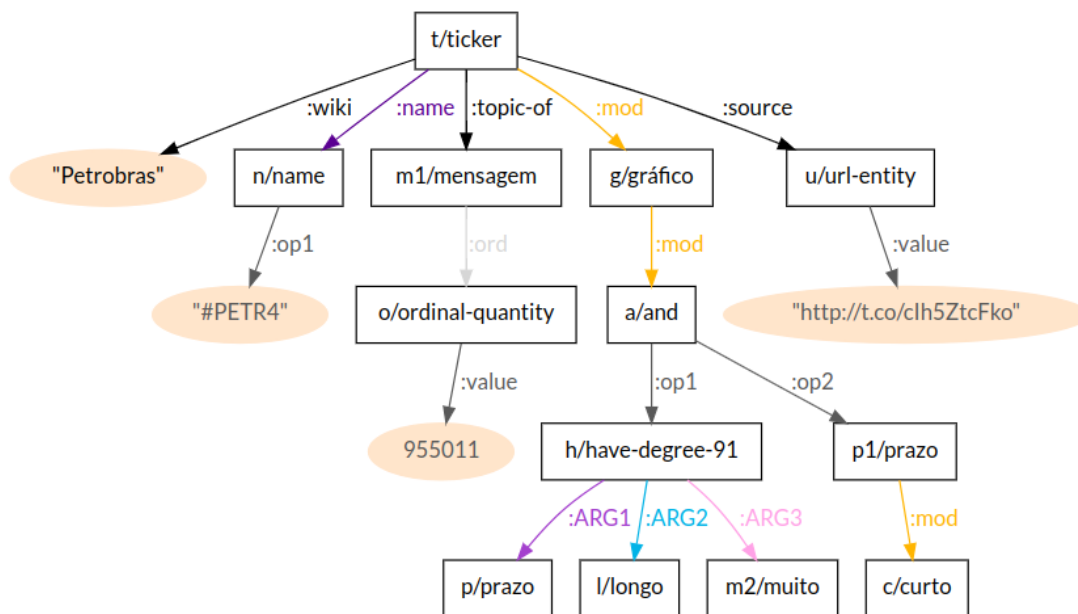 t/ticker
:wiki
:name
:topic-of
:mod
:source
"Petrobras"
n/name
m1/mensagem
g/gráfico
u/url-entity
:op1
:ord
:mod
:value
"#PETR4"
o/ordinal-quantity
a/and
"http://t.co/cIh5ZtcFko"
:value
:op1
:op2
955011
h/have-degree-91
p1/prazo
:ARG1
:ARG2
:ARG3
:mod
p/prazo
l/longo
m2/muito
c/curto